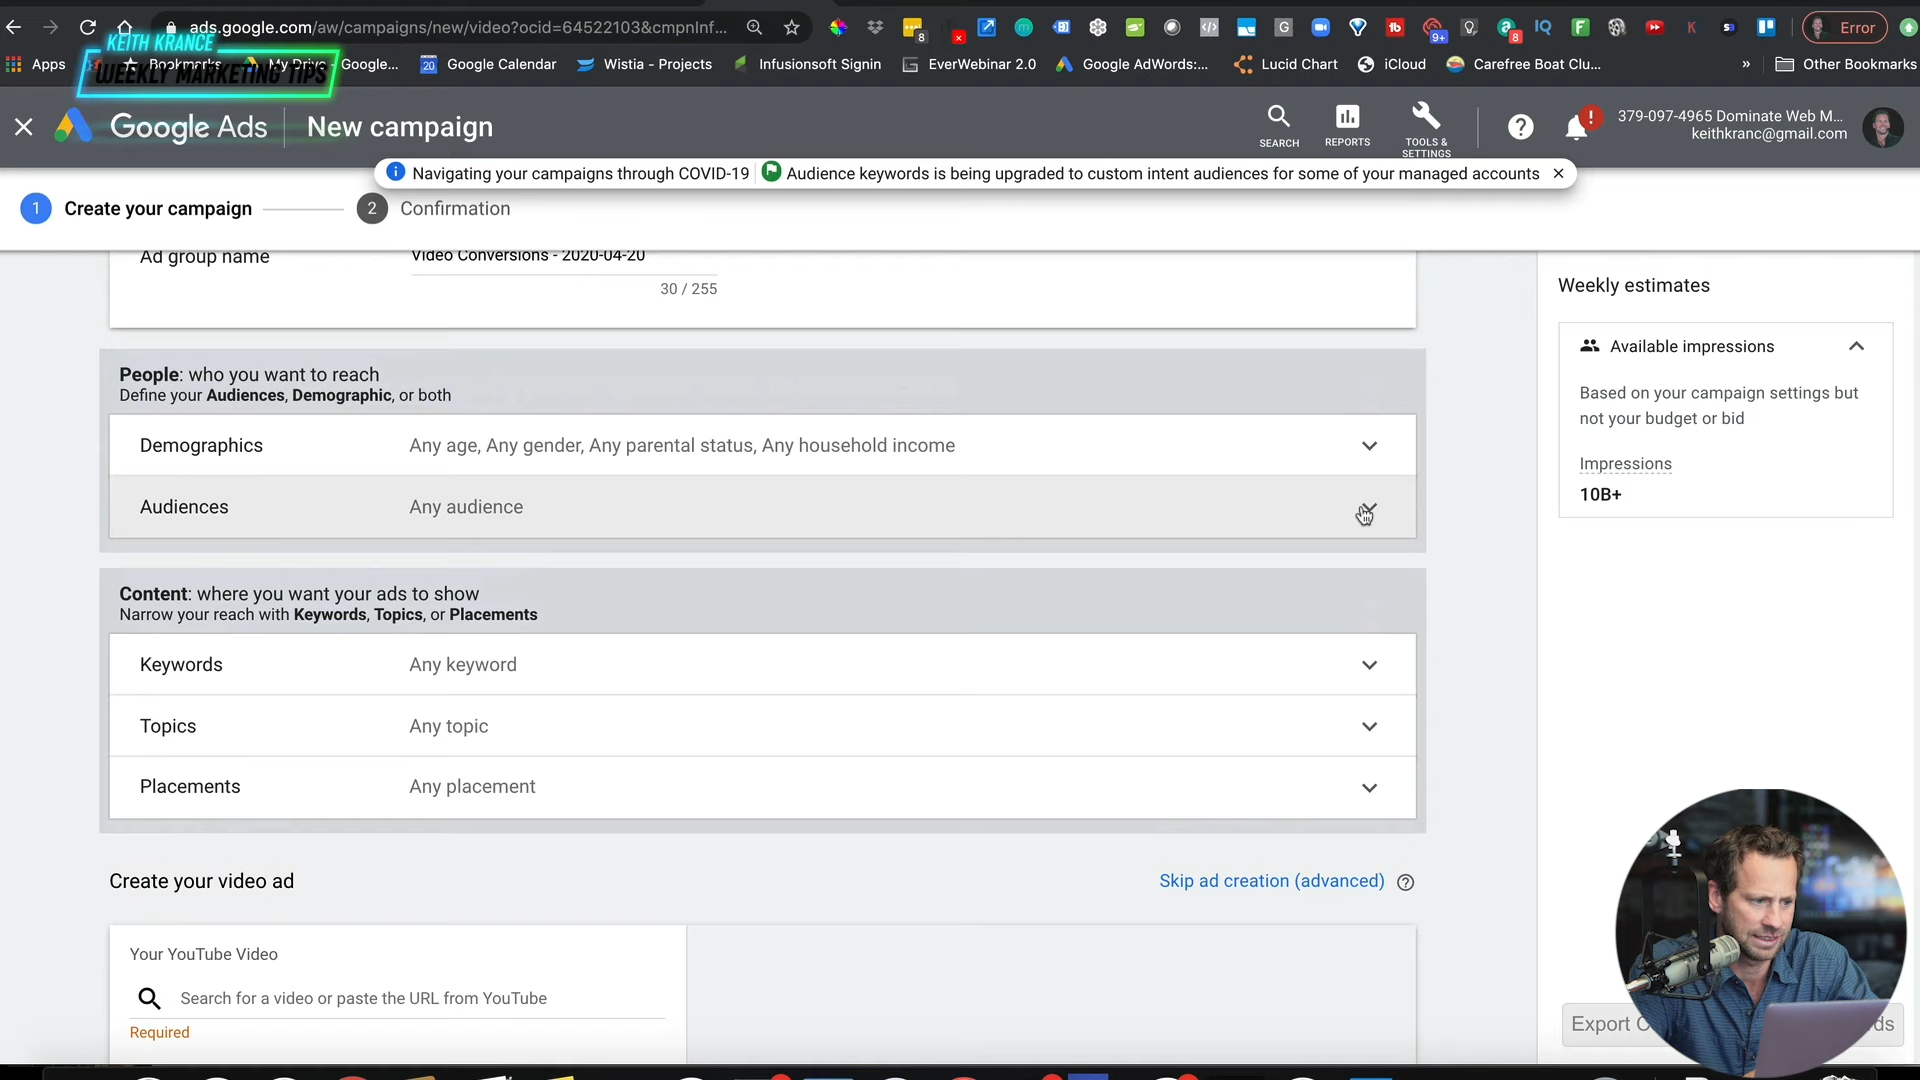 ads.google.com/aw/campaigns/new/video?ocid=64522103&cmpnInf...
8
9+
8
Error
KEITH KRANCE
WEEKLY MARKETING TIPS
Apps
Bookmarks
My Drive - Google...
20
Google Calendar
Wistia - Projects
Infusionsoft Signin
EverWebinar 2.0
Google AdWords:...
Lucid Chart
iCloud
Carefree Boat Clu...
»
Other Bookmarks
Google Ads
New campaign
SEARCH
REPORTS
TOOLS & SETTINGS
379-097-4965 Dominate Web M...
keithkranc@gmail.com
Navigating your campaigns through COVID-19
Audience keywords is being upgraded to custom intent audiences for some of your managed accounts
1 Create your campaign
2 Confirmation
Ad group name
Video Conversions - 2020-04-20
30 / 255
People: who you want to reach
Define your Audiences, Demographic, or both
Demographics Any age, Any gender, Any parental status, Any household income
Audiences Any audience
Content: where you want your ads to show
Narrow your reach with Keywords, Topics, or Placements
Keywords Any keyword
Topics Any topic
Placements Any placement
Create your video ad
Skip ad creation (advanced)
Your YouTube Video
Search for a video or paste the URL from YouTube
Required
Weekly estimates
Available impressions
Based on your campaign settings but
not your budget or bid
Impressions
10B+
Export